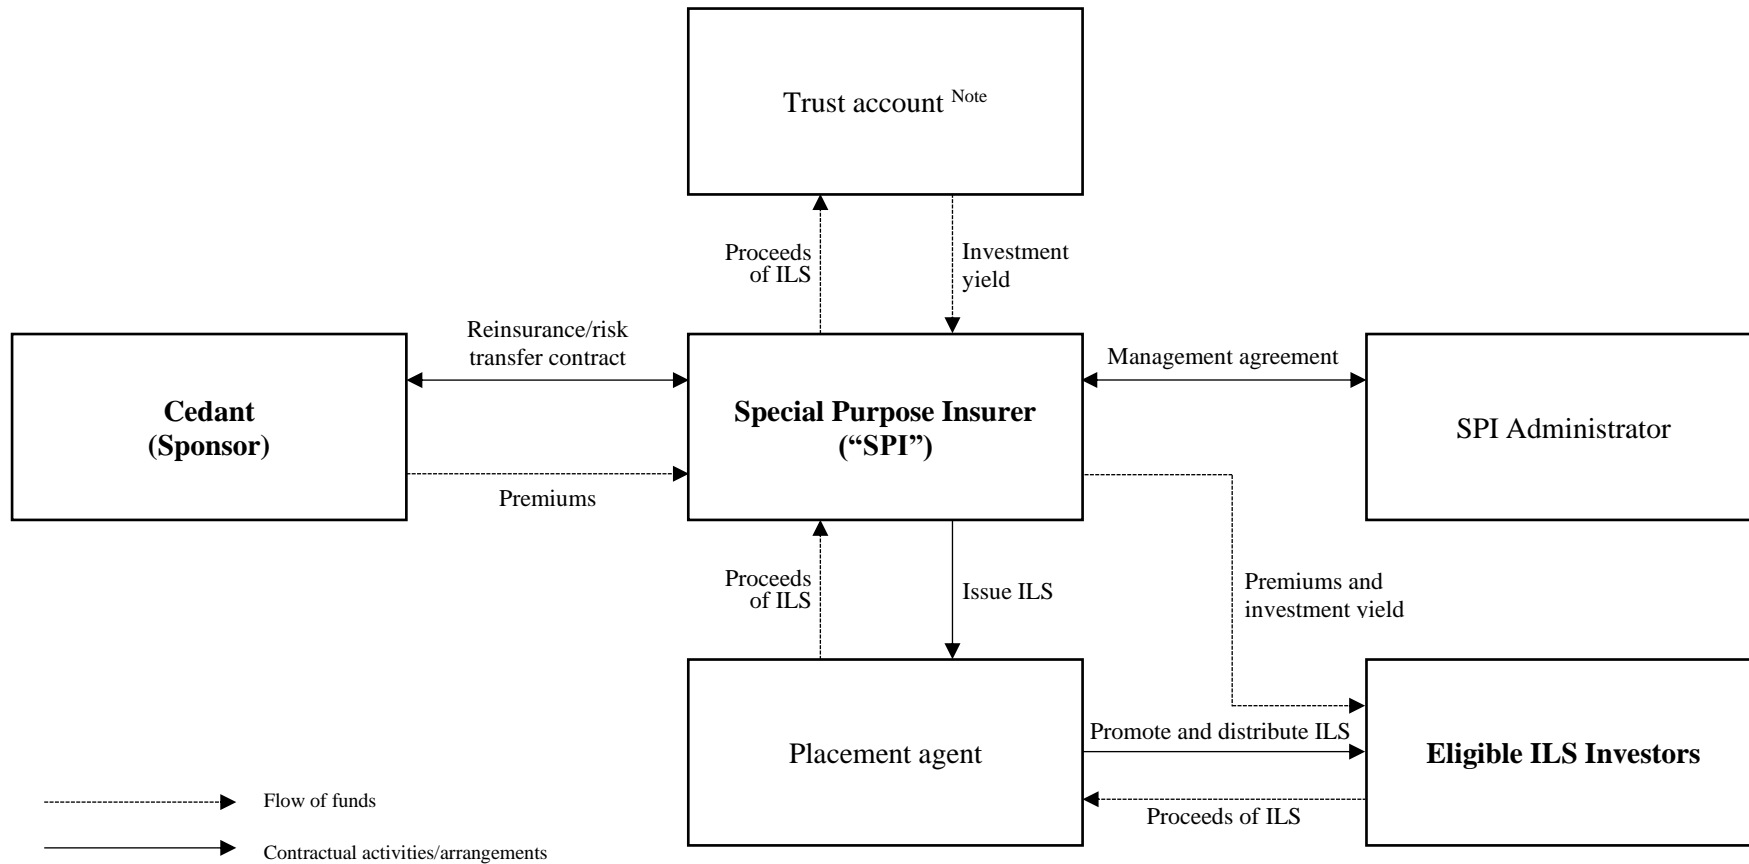 Trust account Note
Proceeds
of ILS
Investment
yield
Reinsurance/risk
transfer contract
Management agreement
Cedant
(Sponsor)
Special Purpose Insurer
(“SPI”)
SPI Administrator
Premiums
Proceeds
of ILS
Issue ILS
Premiums and
investment yield
Placement agent
Promote and distribute ILS
Eligible ILS Investors
Proceeds of ILS
Flow of funds
Contractual activities/arrangements